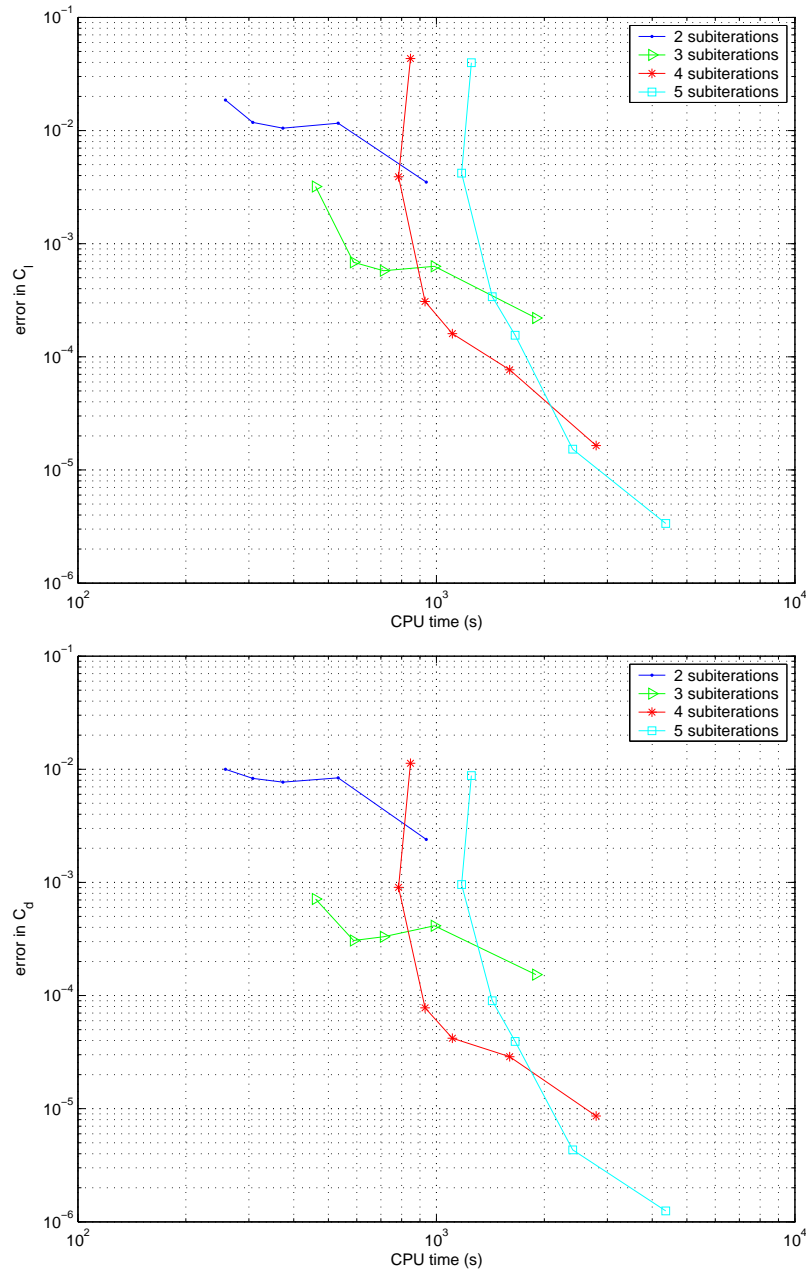 10^-1
10^-2
10^-3
10^-4
10^-5
10^-6
error in C_l
2 subiterations
3 subiterations
4 subiterations
5 subiterations
10^2
10^3
10^4
CPU time (s)
10^-1
10^-2
10^-3
10^-4
10^-5
10^-6
error in C_d
2 subiterations
3 subiterations
4 subiterations
5 subiterations
10^2
10^3
10^4
CPU time (s)